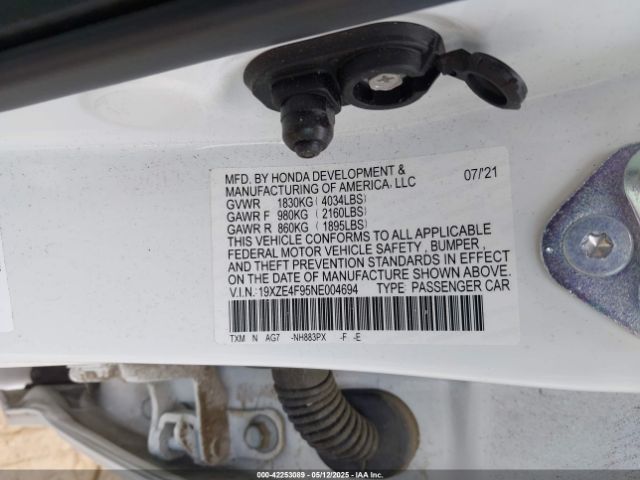 MFD. BY HONDA DEVELOPMENT &
MANUFACTURING OF AMERICA, LLC 07/'21
GVWR 1830KG ( 4034LBS)
GAWR F 980KG ( 2160LBS)
GAWR R 860KG ( 1895LBS)
THIS VEHICLE CONFORMS TO ALL APPLICABLE
FEDERAL MOTOR VEHICLE SAFETY , BUMPER ,
AND THEFT PREVENTION STANDARDS IN EFFECT
ON THE DATE OF MANUFACTURE SHOWN ABOVE.
V.I.N.:19XZE4F95NE004694 TYPE PASSENGER CAR
TXM N AG7 -NH883PX -F -E
000-42253089 - 05/12/2025 - IAAI.COM